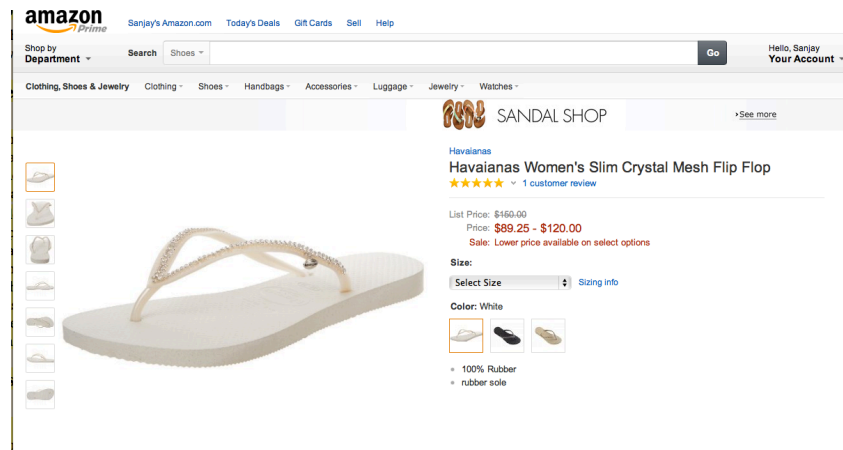 amazon
Prime
Sanjay's Amazon.com Today's Deals Gift Cards Sell Help
Shop by
Department
Search Shoes Go
Hello, Sanjay
Your Account
Clothing, Shoes & Jewelry Clothing Shoes Handbags Accessories Luggage Jewelry Watches
SANDAL SHOP
See more
Havaianas
Havaianas Women's Slim Crystal Mesh Flip Flop
1 customer review
List Price: $150.00
Price: $89.25 - $120.00
Sale: Lower price available on select options
Size:
Select Size Sizing info
Color: White
100% Rubber
rubber sole